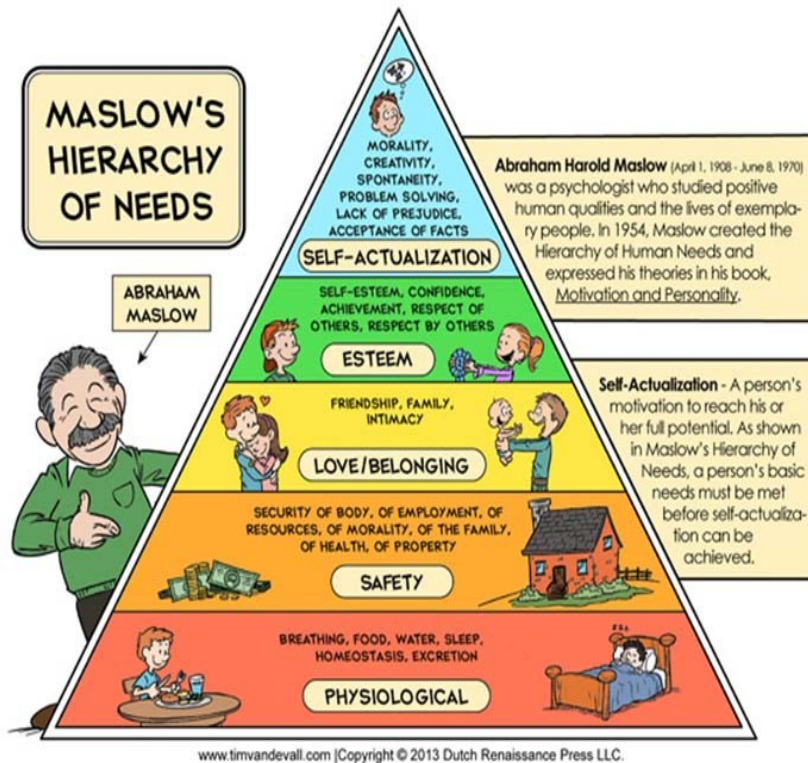 MASLOW'S
HIERARCHY
OF NEEDS
ABRAHAM
MASLOW
MORALITY,
CREATIVITY,
SPONTANEITY,
PROBLEM SOLVING,
LACK OF PREJUDICE,
ACCEPTANCE OF FACTS
SELF-ACTUALIZATION
SELF-ESTEEM, CONFIDENCE,
ACHIEVEMENT, RESPECT OF
OTHERS, RESPECT BY OTHERS
ESTEEM
FRIENDSHIP, FAMILY,
INTIMACY
LOVE/BELONGING
SECURITY OF BODY, OF EMPLOYMENT, OF
RESOURCES, OF MORALITY, OF THE FAMILY,
OF HEALTH, OF PROPERTY
SAFETY
BREATHING, FOOD, WATER, SLEEP,
HOMEOSTASIS, EXCRETION
PHYSIOLOGICAL
Abraham Harold Maslow (April 1, 1908 - June 8, 1970)
was a psychologist who studied positive
human qualities and the lives of exempla-
ry people. In 1954, Maslow created the
Hierarchy of Human Needs and
expressed his theories in his book,
Motivation and Personality.
Self-Actualization - A person's
motivation to reach his or
her full potential. As shown
in Maslow's Hierarchy of
Needs, a person's basic
needs must be met
before self-actualiza-
tion can be
achieved.
www.timvandevall.com |Copyright © 2013 Dutch Renaissance Press LLC.